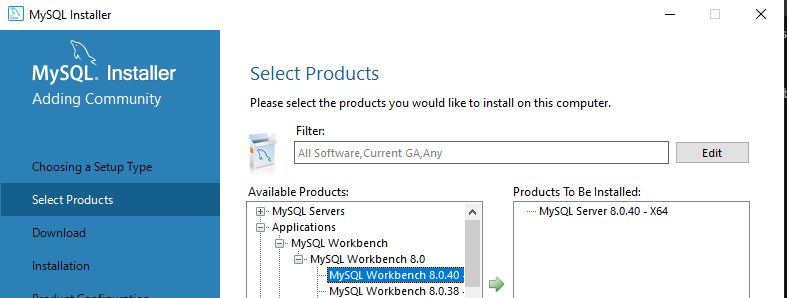 MySQL Installer
MySQL. Installer
Adding Community
Choosing a Setup Type
Select Products
Download
Installation
Product Configuration
Select Products
Please select the products you would like to install on this computer.
Filter:
All Software,Current GA,Any
Edit
Available Products:
MySQL Servers
Applications
MySQL Workbench
MySQL Workbench 8.0
MySQL Workbench 8.0.40 -
MySQL Workbench 8.0.38 -
Products To Be Installed:
MySQL Server 8.0.40 - X64